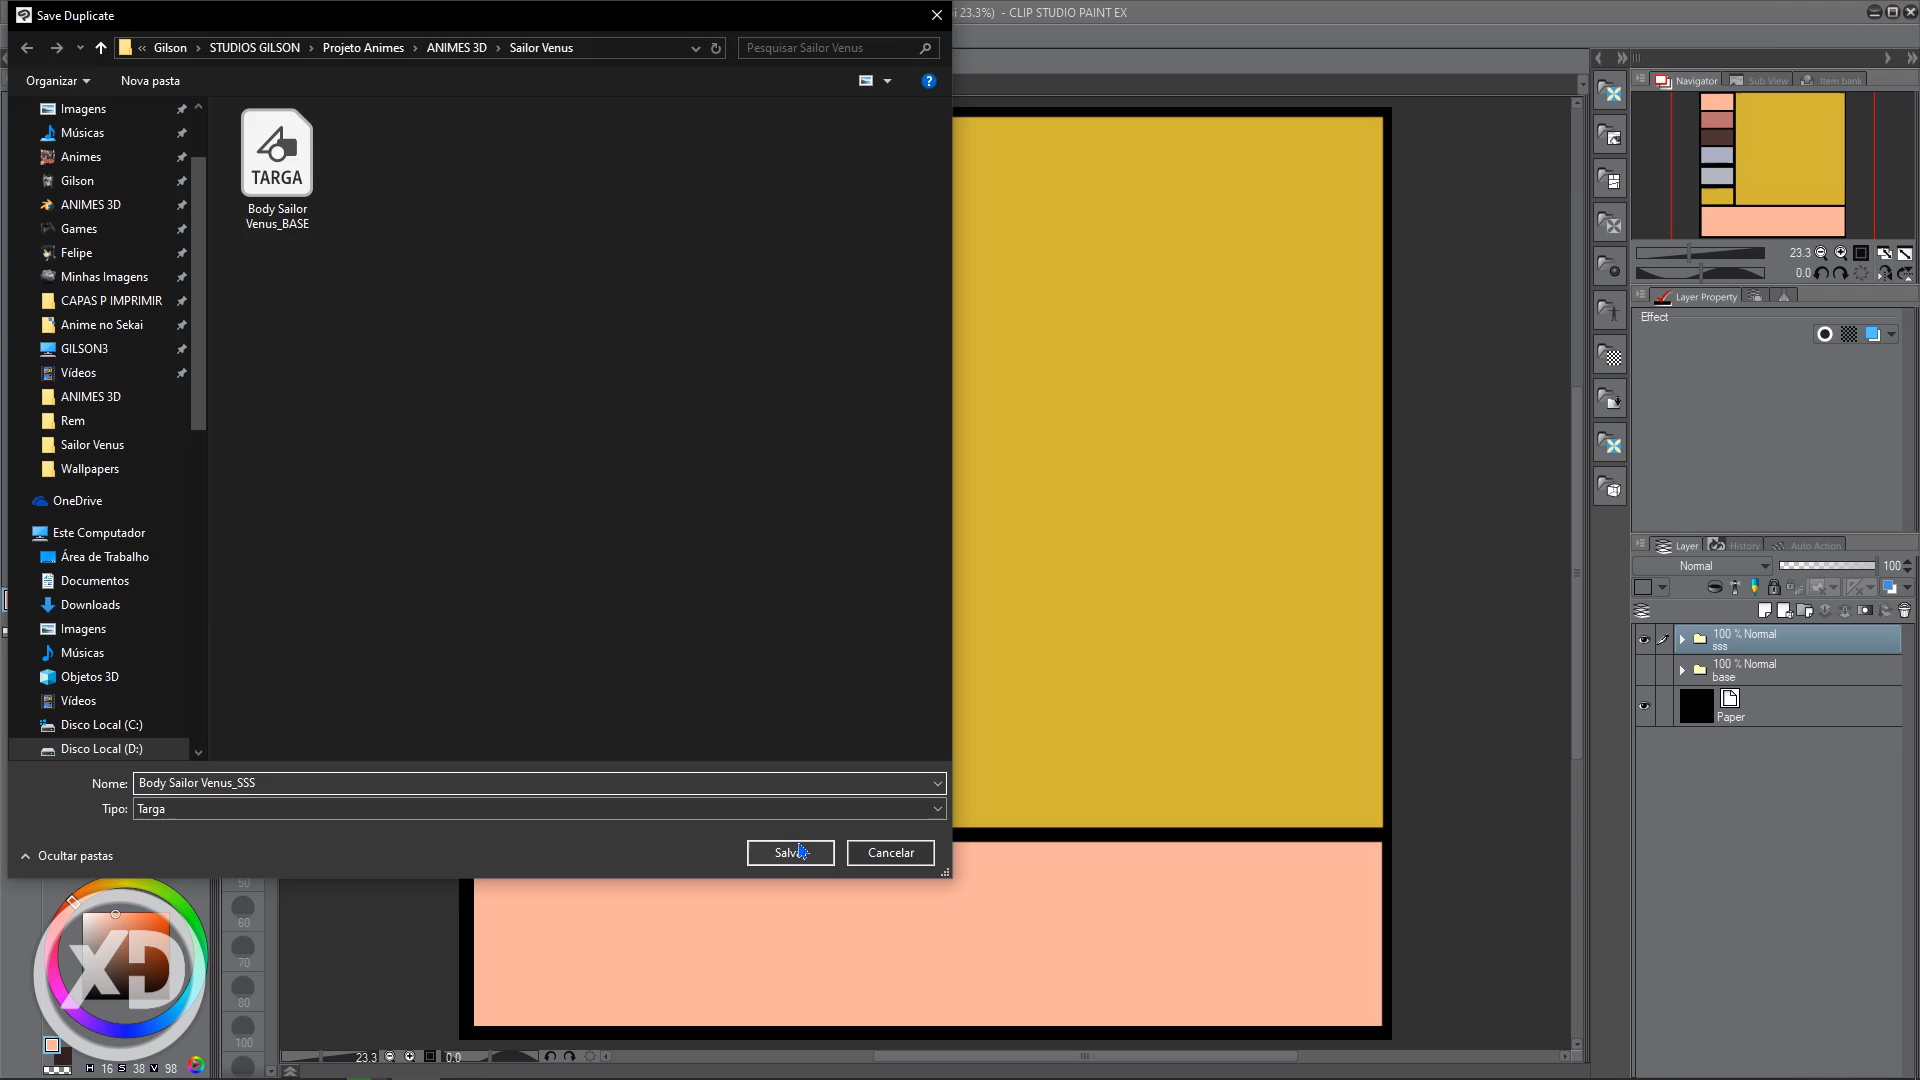 Save Duplicate
i 23.3%) - CLIP STUDIO PAINT EX
« Gilson › STUDIOS GILSON › Projeto Animes › ANIMES 3D › Sailor Venus
Pesquisar Sailor Venus
Organizar
Nova pasta
?
Imagens
Músicas
Animes
Gilson
ANIMES 3D
Games
Felipe
Minhas Imagens
CAPAS P IMPRIMIR
Anime no Sekai
GILSON3
Vídeos
ANIMES 3D
Rem
Sailor Venus
Wallpapers
OneDrive
Este Computador
Área de Trabalho
Documentos
Downloads
Imagens
Músicas
Objetos 3D
Vídeos
Disco Local (C:)
Disco Local (D:)
TARGA
Body Sailor
Venus_BASE
Nome: Body Sailor Venus_SSS
Tipo: Targa
Ocultar pastas
Cancelar
Navigator
Sub View
Item bank
23.3
0.0
Layer Property
Effect
Layer
History
Auto Action
Normal
100
100 % Normal
sss
100 % Normal
base
Paper
50
60
70
80
100
XD
H 16 S 38 V 98
23.3
0.0